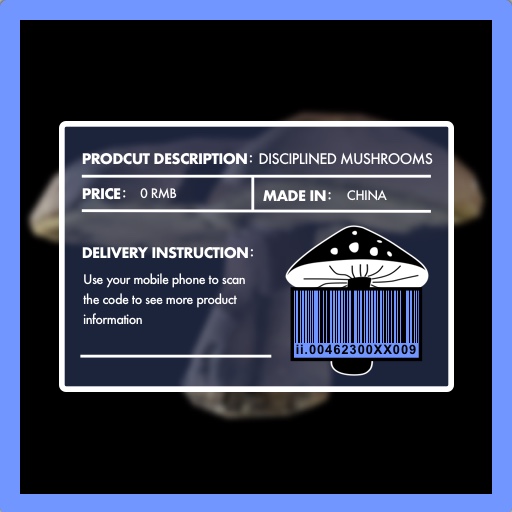 PRODCUT DESCRIPTION: DISCIPLINED MUSHROOMS
PRICE: 0 RMB
MADE IN: CHINA
DELIVERY INSTRUCTION:
Use your mobile phone to scan
the code to see more product
information
ii.00462300XX009